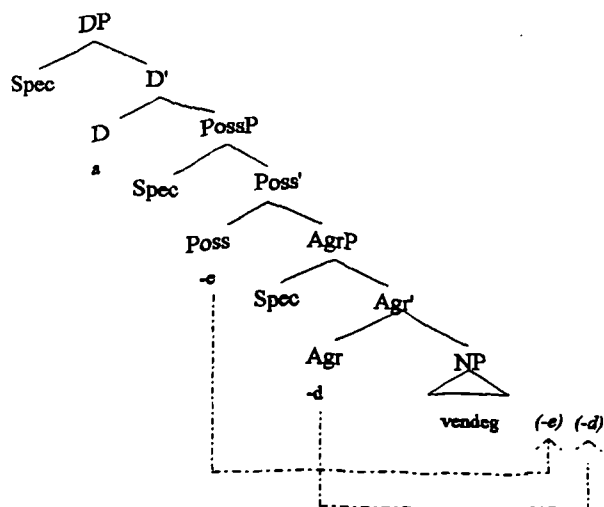 DP
Spec D'
D PossP
a
Spec Poss'
Poss AgrP
-e
Spec Agr'
Agr NP
-d
vendeg (-e) (-d)